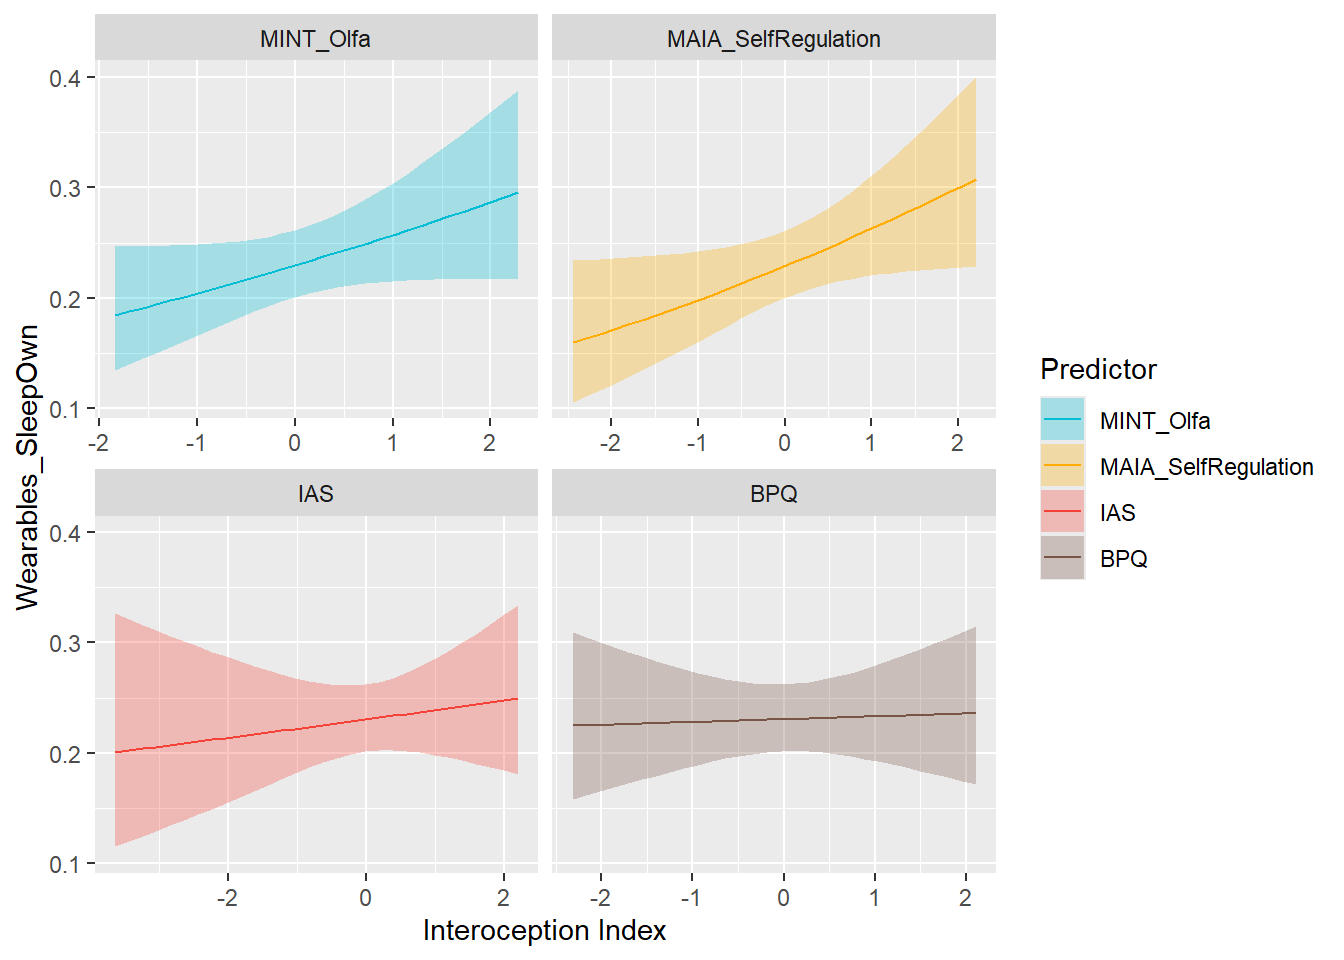 MINT_Olfa
MAIA_SelfRegulation
0.4
0.3
0.2
0.1
-2 -1 0 1 2
-2 -1 0 1 2
IAS
BPQ
0.4
0.3
0.2
0.1
-2 0 2
-2 -1 0 1 2
Wearables_SleepOwn
Interoception Index
Predictor
MINT_Olfa
MAIA_SelfRegulation
IAS
BPQ